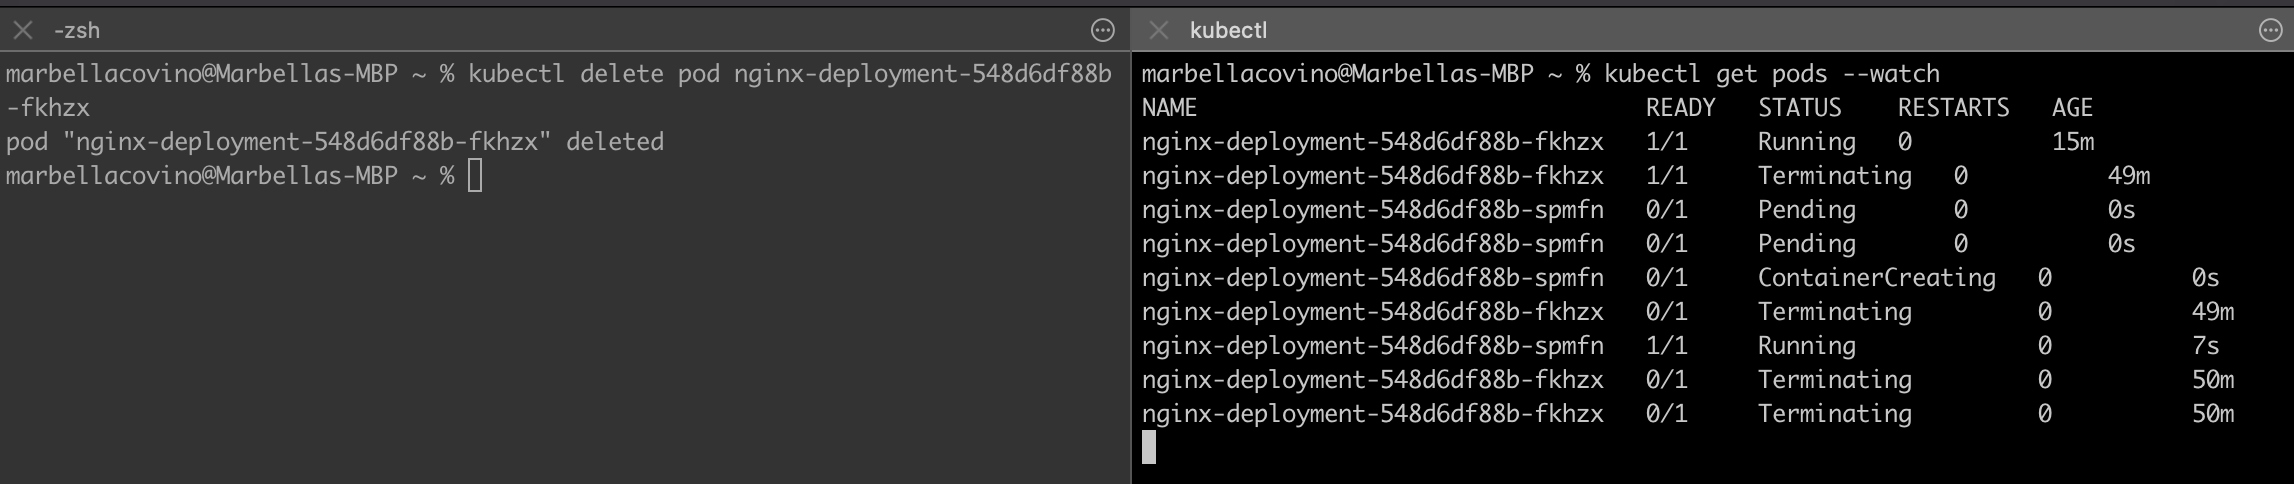 -zsh
marbellacovino@Marbellas-MBP ~ % kubectl delete pod nginx-deployment-548d6df88b
-fkhzx
pod "nginx-deployment-548d6df88b-fkhzx" deleted
marbellacovino@Marbellas-MBP ~ %
kubectl
marbellacovino@Marbellas-MBP ~ % kubectl get pods --watch
NAME READY STATUS RESTARTS AGE
nginx-deployment-548d6df88b-fkhzx 1/1 Running 0 15m
nginx-deployment-548d6df88b-fkhzx 1/1 Terminating 0 49m
nginx-deployment-548d6df88b-spmfn 0/1 Pending 0 0s
nginx-deployment-548d6df88b-spmfn 0/1 Pending 0 0s
nginx-deployment-548d6df88b-spmfn 0/1 ContainerCreating 0 0s
nginx-deployment-548d6df88b-fkhzx 0/1 Terminating 0 49m
nginx-deployment-548d6df88b-spmfn 1/1 Running 0 7s
nginx-deployment-548d6df88b-fkhzx 0/1 Terminating 0 50m
nginx-deployment-548d6df88b-fkhzx 0/1 Terminating 0 50m